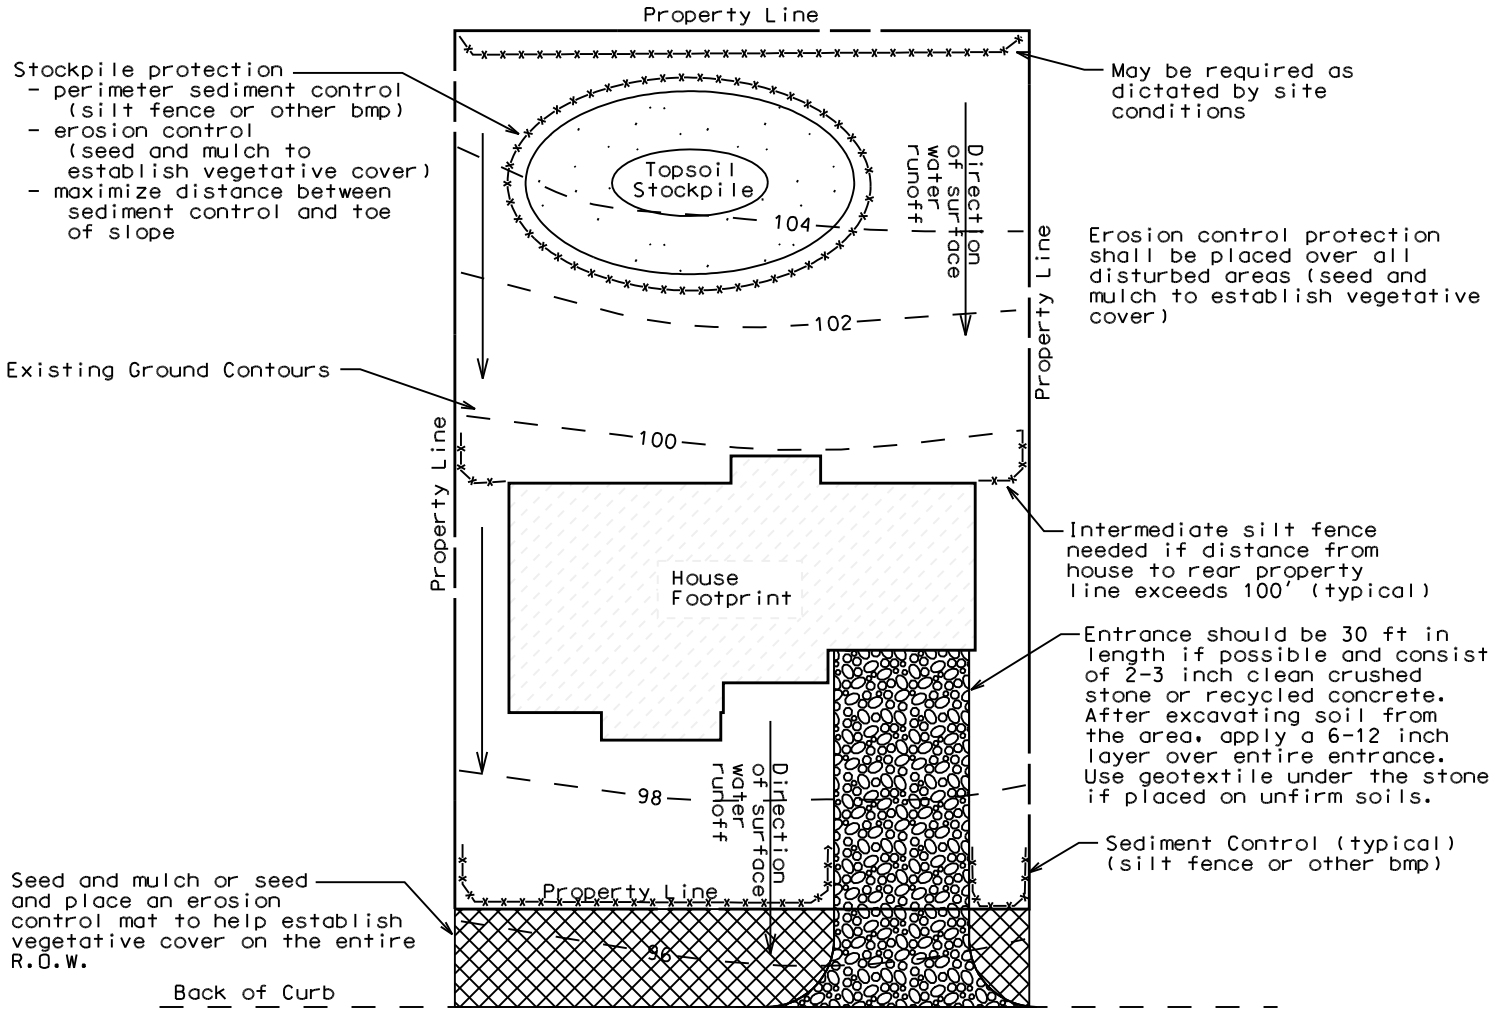 Property Line
Stockpile protection
- perimeter sediment control
(silt fence or other bmp)
- erosion control
(seed and mulch to
establish vegetative cover)
- maximize distance between
sediment control and toe
of slope
May be required as
dictated by site
conditions
Topsoil
Stockpile
104
Direction
of surface
water
runoff
Property Line
Erosion control protection
shall be placed over all
disturbed areas (seed and
mulch to establish vegetative
cover)
102
Existing Ground Contours
100
Property Line
Intermediate silt fence
needed if distance from
house to rear property
line exceeds 100' (typical)
House
Footprint
Entrance should be 30 ft in
length if possible and consist
of 2-3 inch clean crushed
stone or recycled concrete.
After excavating soil from
the area, apply a 6-12 inch
layer over entire entrance.
Use geotextile under the stone
if placed on unfirm soils.
98
Direction
of surface
water
runoff
Sediment Control (typical)
(silt fence or other bmp)
Property Line
Seed and mulch or seed
and place an erosion
control mat to help establish
vegetative cover on the entire
R.O.W.
96
Back of Curb